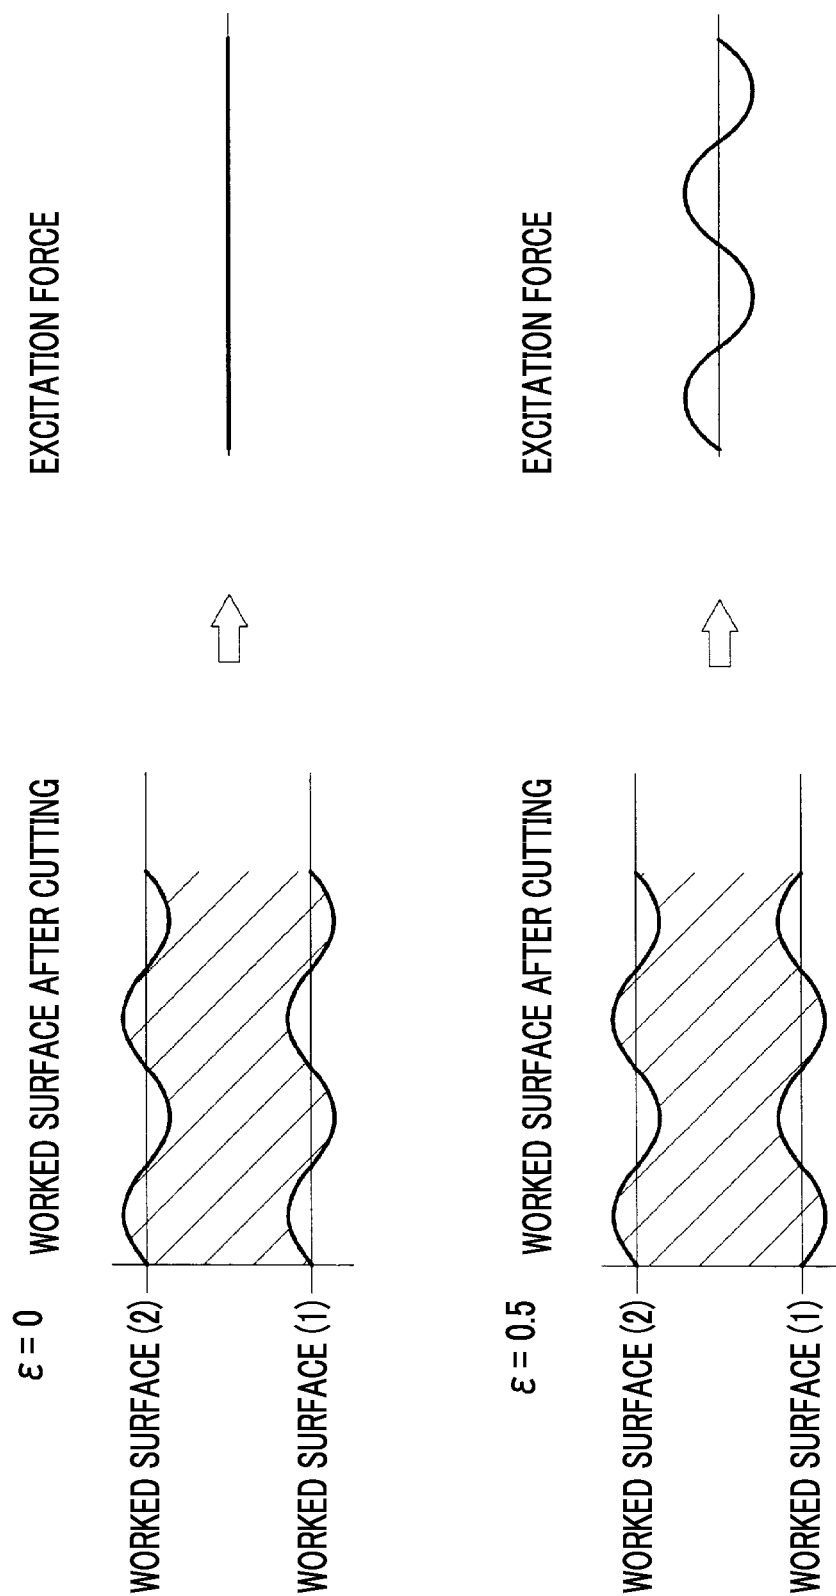 ε = 0
WORKED SURFACE AFTER CUTTING
EXCITATION FORCE
WORKED SURFACE (2)
WORKED SURFACE (1)
ε = 0.5
WORKED SURFACE AFTER CUTTING
EXCITATION FORCE
WORKED SURFACE (2)
WORKED SURFACE (1)